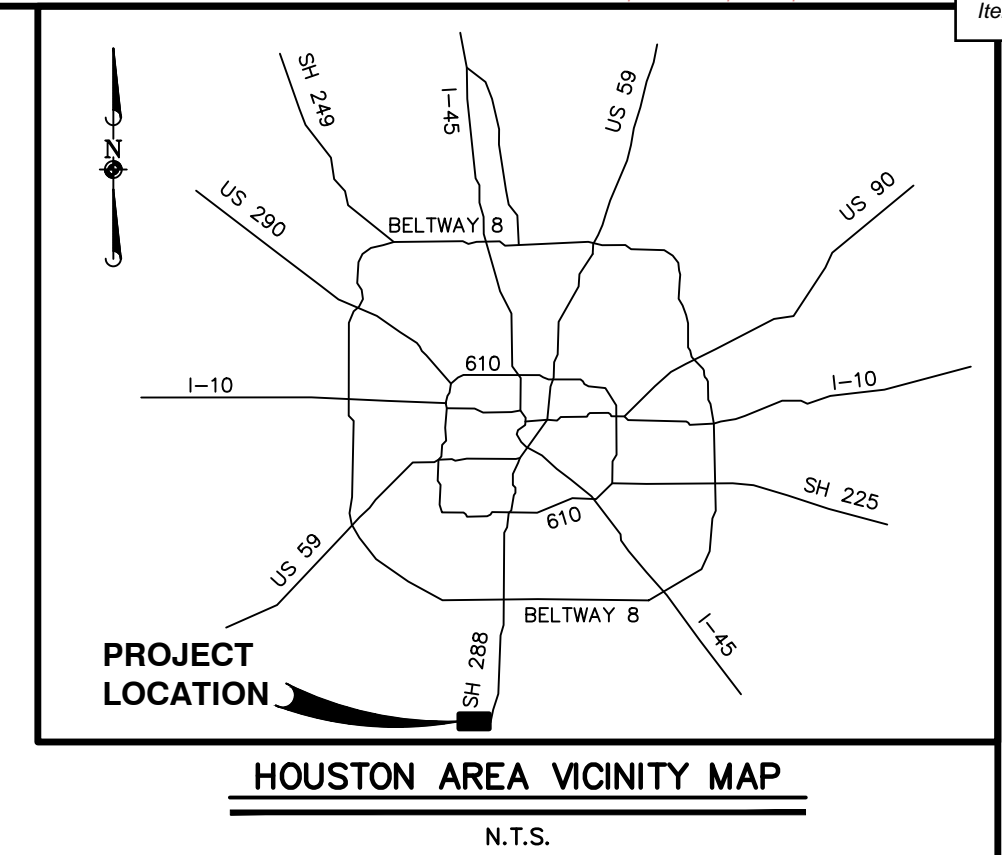 Ite
SH 249
I-45
US 59
N
US 290
US 90
BELTWAY 8
610
I-10
I-10
SH 225
610
US 59
BELTWAY 8
I-45
SH 288
PROJECT
LOCATION
HOUSTON AREA VICINITY MAP
N.T.S.